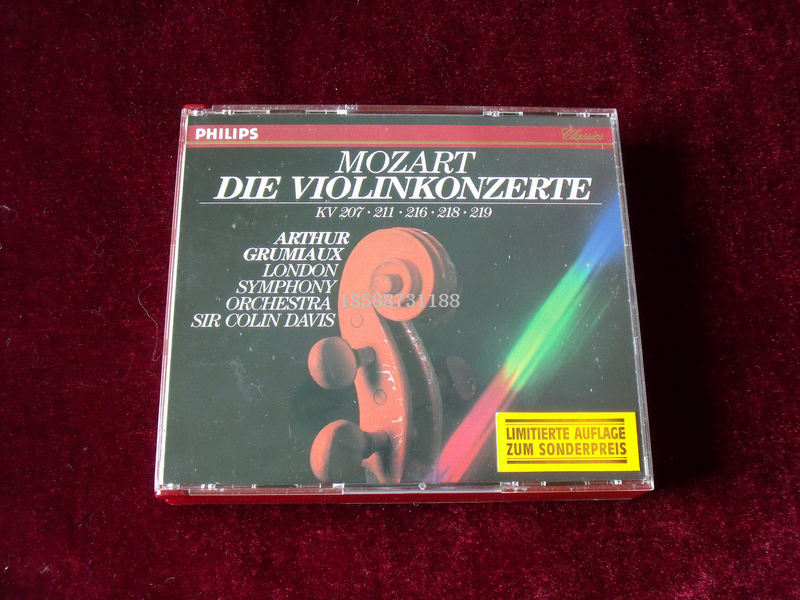 PHILIPS
Classics
MOZART
DIE VIOLINKONZERTE
KV 207 · 211 · 216 · 218 · 219
ARTHUR
GRUMIAUX
LONDON
SYMPHONY
ORCHESTRA
SIR COLIN DAVIS
18588731188
LIMITIERTE AUFLAGE
ZUM SONDERPREIS